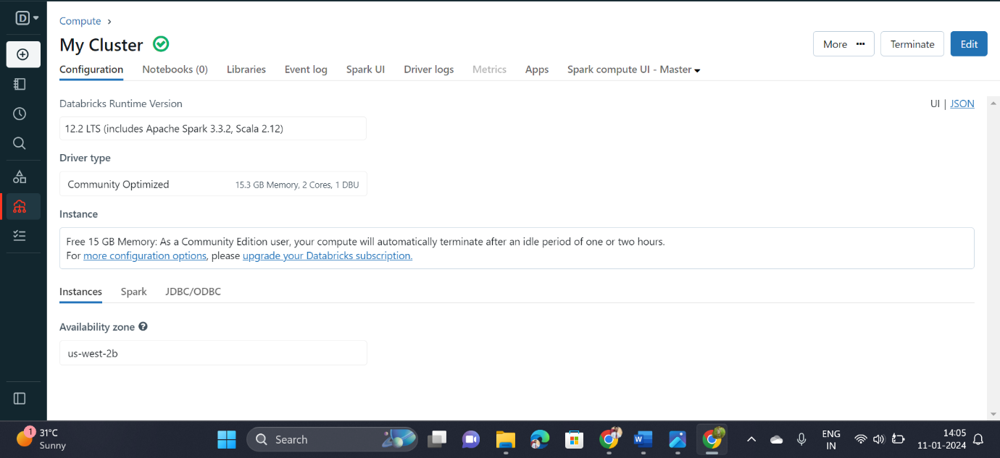 D
Compute ›
My Cluster
More ···
Terminate
Edit
Configuration
Notebooks (0)
Libraries
Event log
Spark UI
Driver logs
Metrics
Apps
Spark compute UI - Master
Databricks Runtime Version
UI | JSON
12.2 LTS (includes Apache Spark 3.3.2, Scala 2.12)
Driver type
Community Optimized 15.3 GB Memory, 2 Cores, 1 DBU
Instance
Free 15 GB Memory: As a Community Edition user, your compute will automatically terminate after an idle period of one or two hours.
For more configuration options, please upgrade your Databricks subscription.
Instances
Spark
JDBC/ODBC
Availability zone ?
us-west-2b
1
31°C
Sunny
Search
W
ENG
IN
14:05
11-01-2024